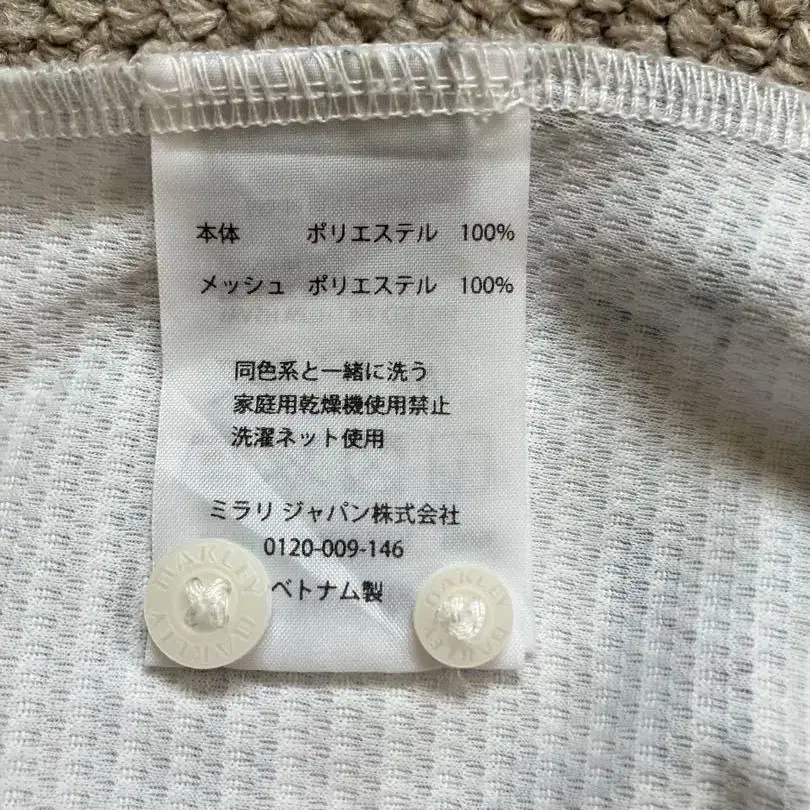 本体 ポリエステル 100%
メッシュ ポリエステル 100%
同色系と一緒に洗う
家庭用乾燥機使用禁止
洗濯ネット使用
ミラリ ジャパン株式会社
0120-009-146
ベトナム製
OAKLEY OAKLEY
OAKLEY OAKLEY